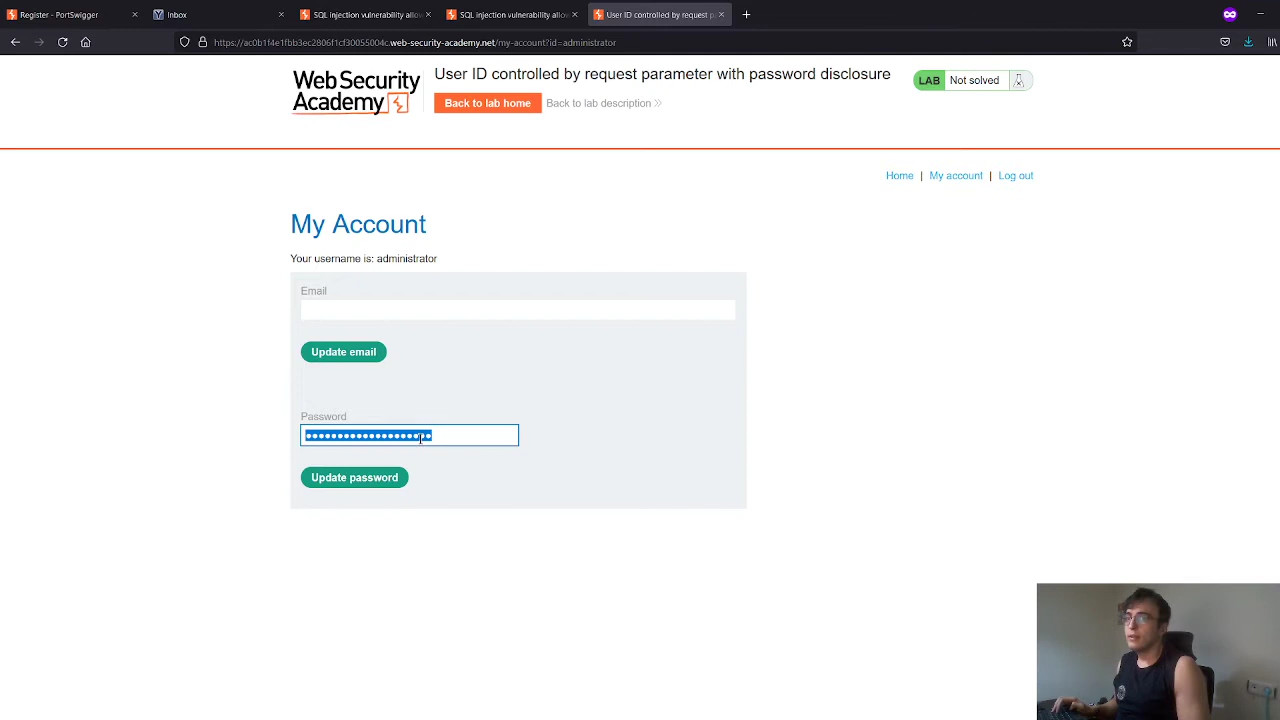 Register - PortSwigger
Inbox
SQL injection vulnerability allow
SQL injection vulnerability allow
User ID controlled by request pa
https://ac0b1f4e1fbb3ec2806f1cf30055004c.web-security-academy.net/my-account?id=administrator
Web Security
Academy
User ID controlled by request parameter with password disclosure
Back to lab home
Back to lab description
LAB
Not solved
Home | My account | Log out
My Account
Your username is: administrator
Email
Update email
Password
Update password